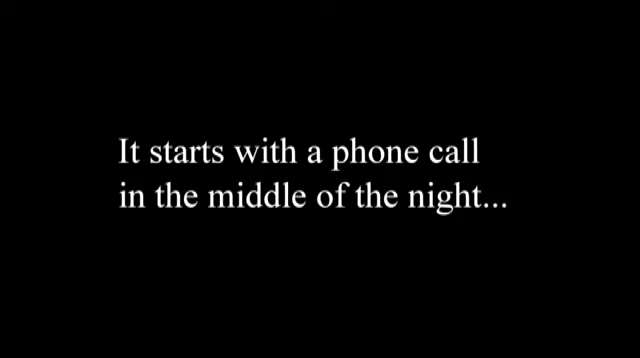 It starts with a phone call
in the middle of the night...